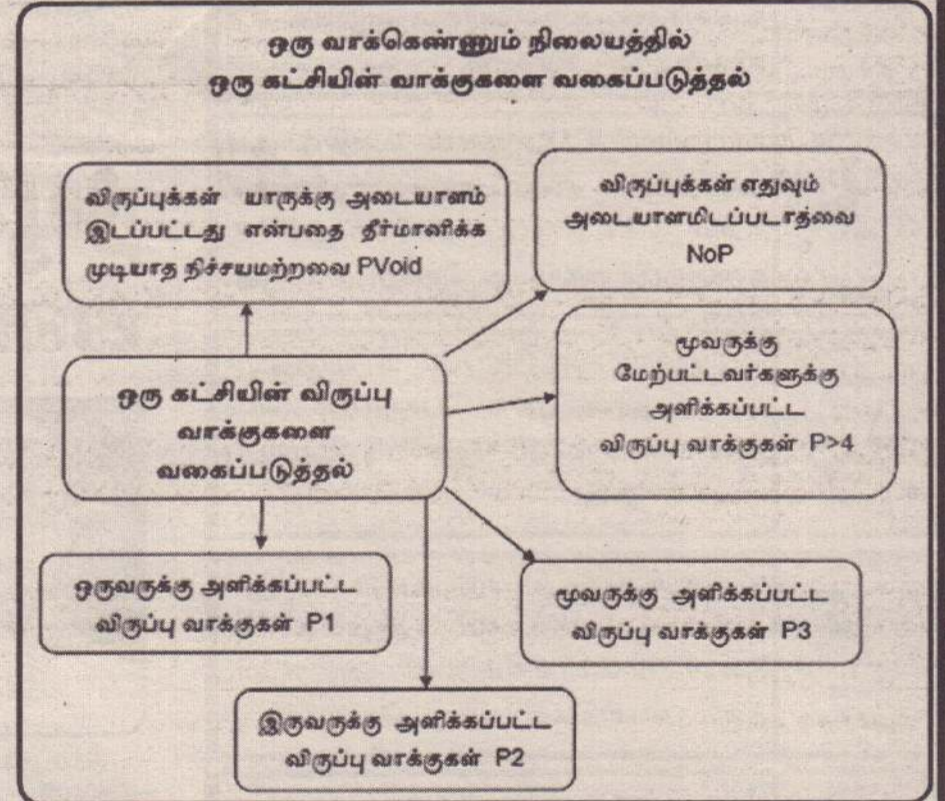 ஒரு வாக்கெண்ணும் நிலையத்தில்
ஒரு கட்சியின் வாக்குகளை வகைப்படுத்தல்
விருப்புக்கள் யாருக்கு அடையாளம்
இடப்பட்டது என்பதை தீர்மானிக்க
முடியாத நிச்சயமற்றவை PVoid
விருப்புக்கள் எதுவும்
அடையாளமிடப்படாதவை
NoP
மூவருக்கு
மேற்பட்டவர்களுக்கு
அளிக்கப்பட்ட
விருப்பு வாக்குகள் P>4
ஒரு கட்சியின் விருப்பு
வாக்குகளை
வகைப்படுத்தல்
ஒருவருக்கு அளிக்கப்பட்ட
விருப்பு வாக்குகள் P1
மூவருக்கு அளிக்கப்பட்ட
விருப்பு வாக்குகள் P3
இருவருக்கு அளிக்கப்பட்ட
விருப்பு வாக்குகள் P2